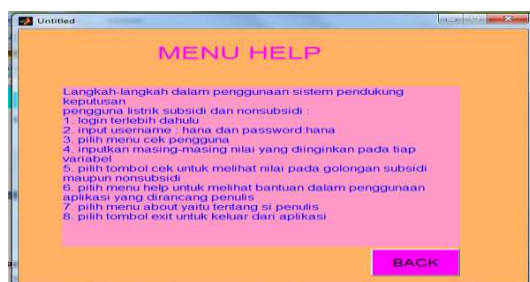 Untitled
MENU HELP
Langkah-langkah dalam penggunaan sistem pendukung
keputusan
pengguna listrik subsidi dan nonsubsidi :
1. login terlebih dahulu
2. input username : hana dan password:hana
3. pilih menu cek pengguna
4. inputkan masing-masing nilai yang diinginkan pada tiap
variabel
5. pilih tombol cek untuk melihat nilai pada golongan subsidi
maupun nonsubsidi
6. pilih menu help untuk melihat bantuan dalam penggunaan
aplikasi yang dirancang penulis
7. pilih menu about yaitu tentang si penulis
8. pilih tombol exit untuk keluar dari aplikasi
BACK